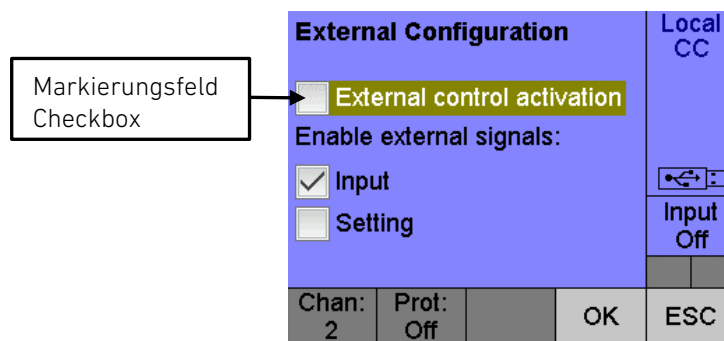 External Configuration
Local
CC
Markierungsfeld
Checkbox
External control activation
Enable external signals:
Input
Setting
Input
Off
Chan:
2
Prot:
Off
OK
ESC